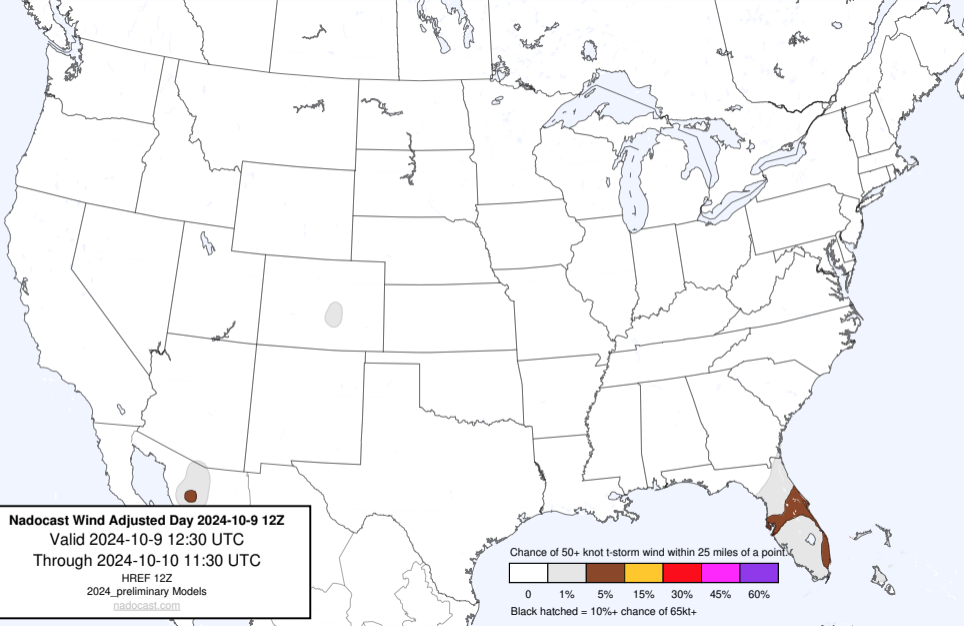 Nadocast Wind Adjusted Day 2024-10-9 12Z
Valid 2024-10-9 12:30 UTC
Through 2024-10-10 11:30 UTC
HREF 12Z
2024_preliminary Models
nadocast.com
Chance of 50+ knot t-storm wind within 25 miles of a point.
0 1% 5% 15% 30% 45% 60%
Black hatched = 10%+ chance of 65kt+